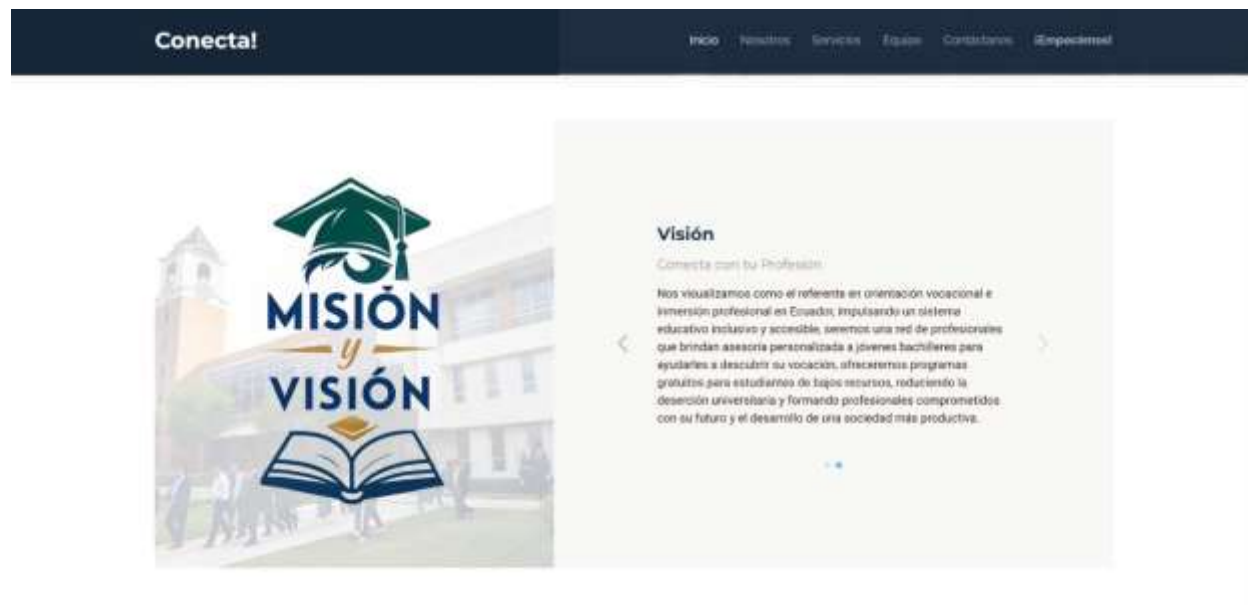 Conecta!
Inicio Nosotros Servicios Equipo Contáctanos ¡Empecemos!
MISIÓN
y
VISIÓN
Visión
Conecta con tu Profesión
Nos visualizamos como el referente en orientación vocacional e
inmersión profesional en Ecuador, impulsando un sistema
educativo inclusivo y accesible, seremos una red de profesionales
que brindan asesoría personalizada a jóvenes bachilleres para
ayudarles a descubrir su vocación, ofreceremos programas
gratuitos para estudiantes de bajos recursos, reduciendo la
deserción universitaria y formando profesionales comprometidos
con su futuro y el desarrollo de una sociedad más productiva.